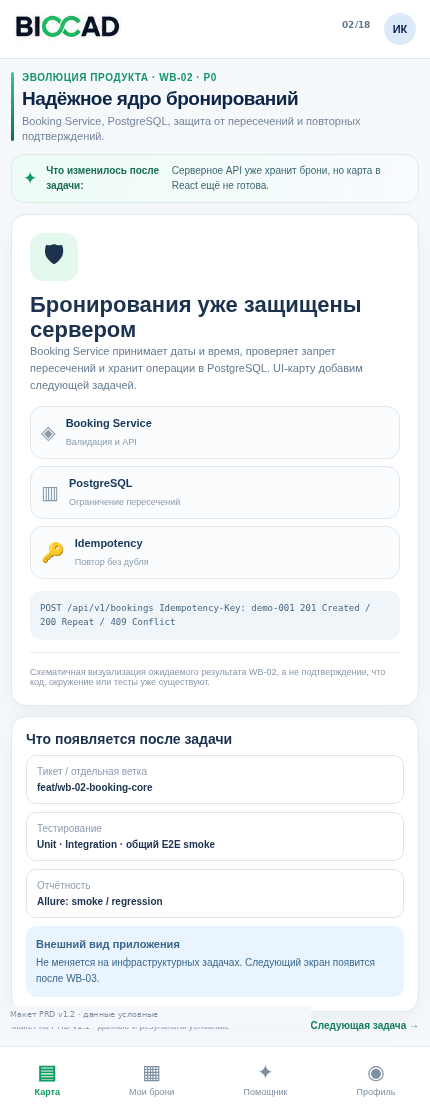 BIOCAD
02/18
ИК
ЭВОЛЮЦИЯ ПРОДУКТА · WB-02 · P0
Надёжное ядро бронирований
Booking Service, PostgreSQL, защита от пересечений и повторных
подтверждений.
Что изменилось после
задачи:
Серверное API уже хранит брони, но карта в
React ещё не готова.
Бронирования уже защищены
сервером
Booking Service принимает даты и время, проверяет запрет
пересечений и хранит операции в PostgreSQL. UI-карту добавим
следующей задачей.
Booking Service
Валидация и API
PostgreSQL
Ограничение пересечений
Idempotency
Повтор без дубля
POST /api/v1/bookings Idempotency-Key: demo-001 201 Created /
200 Repeat / 409 Conflict
Схематичная визуализация ожидаемого результата WB-02, а не подтверждение, что
код, окружение или тесты уже существуют.
Что появляется после задачи
Тикет / отдельная ветка
feat/wb-02-booking-core
Тестирование
Unit · Integration · общий E2E smoke
Отчётность
Allure: smoke / regression
Внешний вид приложения
Не меняется на инфраструктурных задачах. Следующий экран появится
после WB-03.
Макет PRD v1.2 · данные условные
Следующая задача →
Карта
Мои брони
Помощник
Профиль